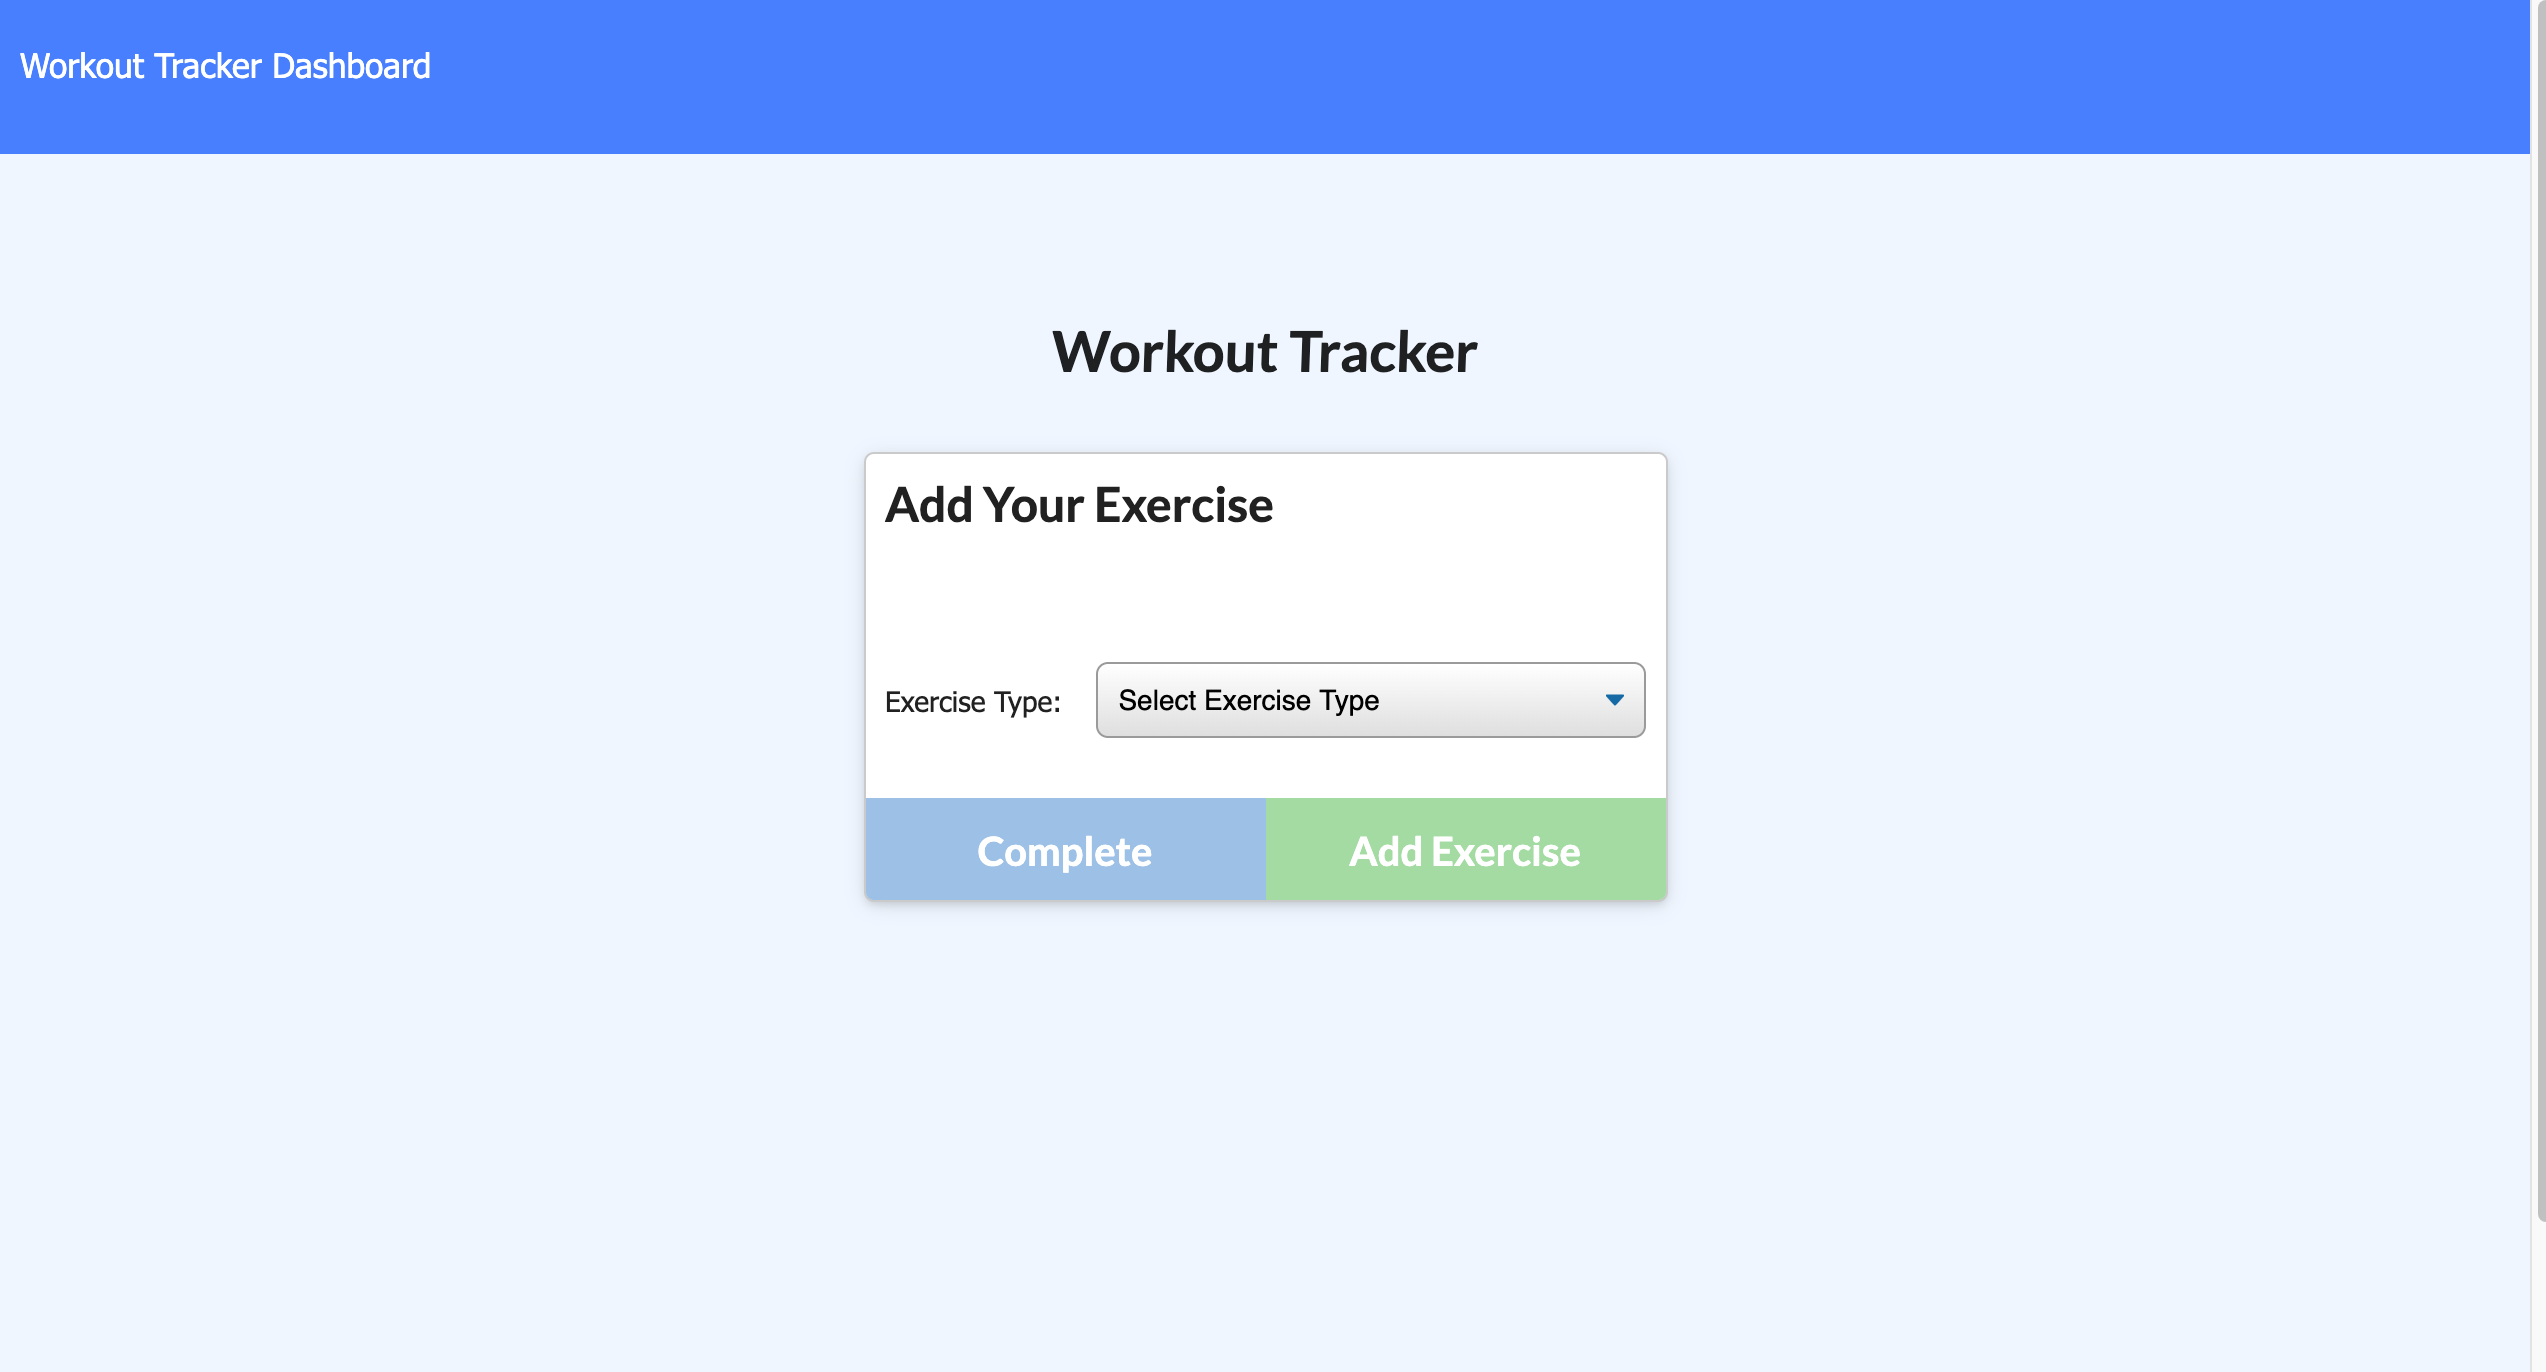 Workout Tracker Dashboard
Workout Tracker
Add Your Exercise
Exercise Type: Select Exercise Type
Complete Add Exercise